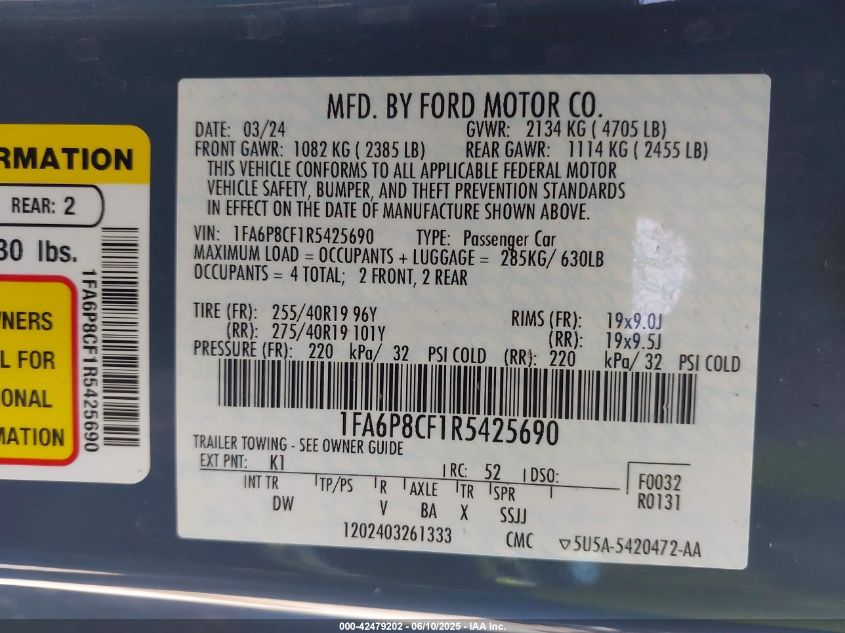 RMATION
REAR: 2
30 lbs.
1FA6P8CF1R5425690
NERS
L FOR
ONAL
MATION
MFD. BY FORD MOTOR CO.
DATE: 03/24 GVWR: 2134 KG ( 4705 LB)
FRONT GAWR: 1082 KG ( 2385 LB) REAR GAWR: 1114 KG ( 2455 LB)
THIS VEHICLE CONFORMS TO ALL APPLICABLE FEDERAL MOTOR
VEHICLE SAFETY, BUMPER, AND THEFT PREVENTION STANDARDS
IN EFFECT ON THE DATE OF MANUFACTURE SHOWN ABOVE.
VIN: 1FA6P8CF1R5425690 TYPE: Passenger Car
MAXIMUM LOAD = OCCUPANTS + LUGGAGE = 285KG/ 630LB
OCCUPANTS = 4 TOTAL; 2 FRONT, 2 REAR
TIRE (FR): 255/40R19 96Y RIMS (FR): 19x9.0J
(RR): 275/40R19 101Y (RR): 19x9.5J
PRESSURE (FR): 220 kPa/ 32 PSI COLD (RR): 220 kPa/ 32 PSI COLD
1FA6P8CF1R5425690
TRAILER TOWING - SEE OWNER GUIDE
EXT PNT: K1 RC: 52 DSO: F0032
INT TR TP/PS R AXLE TR SPR R0131
DW V BA X SSJJ
1202403261333 CMC ▽5U5A-5420472-AA
000-42479202 - 06/10/2025 - IAA Inc.